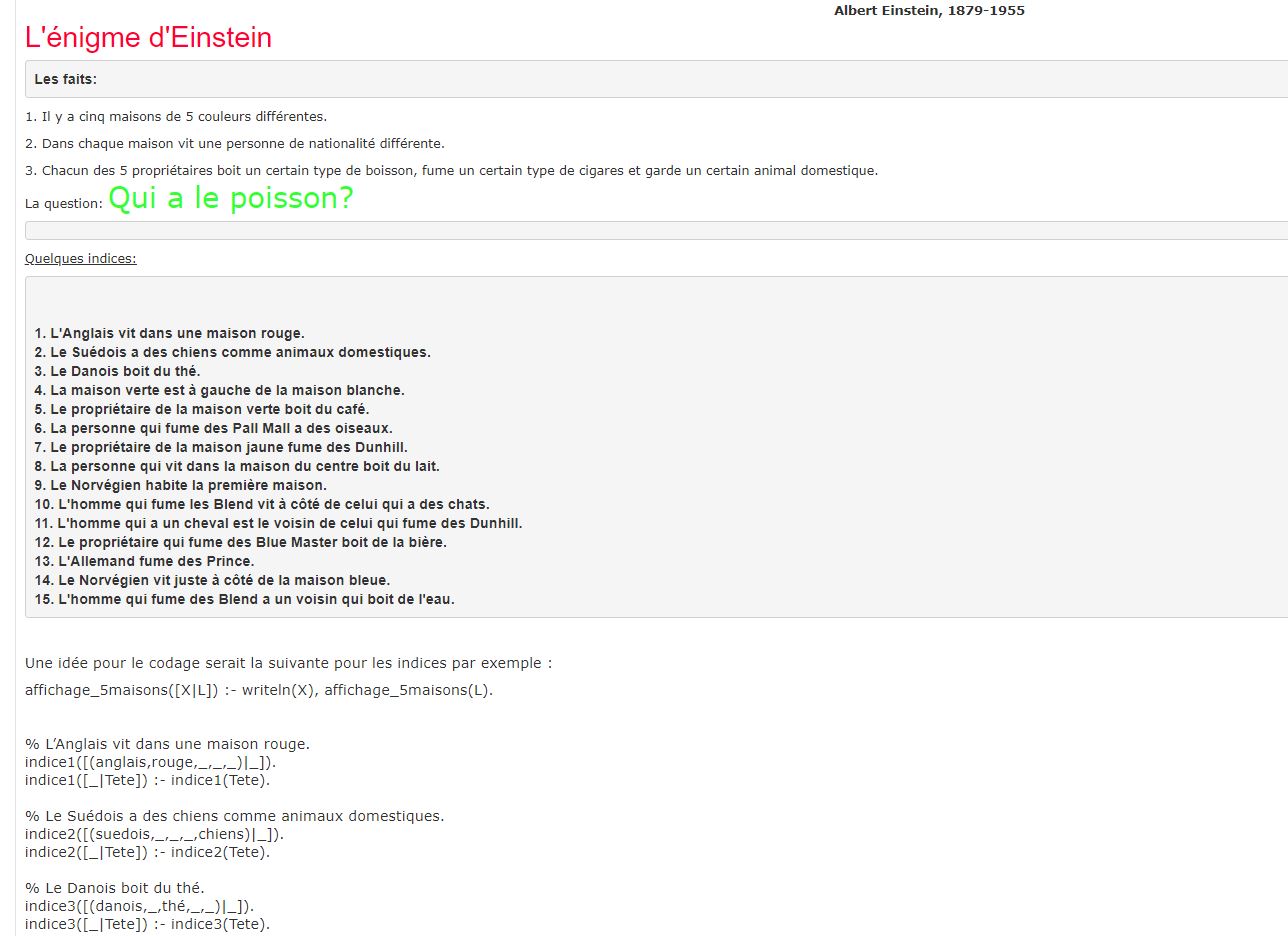 Albert Einstein, 1879-1955
L'énigme d'Einstein
Les faits:
1. Il y a cinq maisons de 5 couleurs différentes.
2. Dans chaque maison vit une personne de nationalité différente.
3. Chacun des 5 propriétaires boit un certain type de boisson, fume un certain type de cigares et garde un certain animal domestique.
La question: Qui a le poisson?
Quelques indices:
1. L'Anglais vit dans une maison rouge.
2. Le Suédois a des chiens comme animaux domestiques.
3. Le Danois boit du thé.
4. La maison verte est à gauche de la maison blanche.
5. Le propriétaire de la maison verte boit du café.
6. La personne qui fume des Pall Mall a des oiseaux.
7. Le propriétaire de la maison jaune fume des Dunhill.
8. La personne qui vit dans la maison du centre boit du lait.
9. Le Norvégien habite la première maison.
10. L'homme qui fume les Blend vit à côté de celui qui a des chats.
11. L'homme qui a un cheval est le voisin de celui qui fume des Dunhill.
12. Le propriétaire qui fume des Blue Master boit de la bière.
13. L'Allemand fume des Prince.
14. Le Norvégien vit juste à côté de la maison bleue.
15. L'homme qui fume des Blend a un voisin qui boit de l'eau.
Une idée pour le codage serait la suivante pour les indices par exemple :
affichage_5maisons([X|L]) :- writeln(X), affichage_5maisons(L).
% L’Anglais vit dans une maison rouge.
indice1([(anglais,rouge,_,_,_)|_]).
indice1([_|Tete]) :- indice1(Tete).
% Le Suédois a des chiens comme animaux domestiques.
indice2([(suedois,_,_,_,chiens)|_]).
indice2([_|Tete]) :- indice2(Tete).
% Le Danois boit du thé.
indice3([(danois,_,thé,_,_)|_]).
indice3([_|Tete]) :- indice3(Tete).